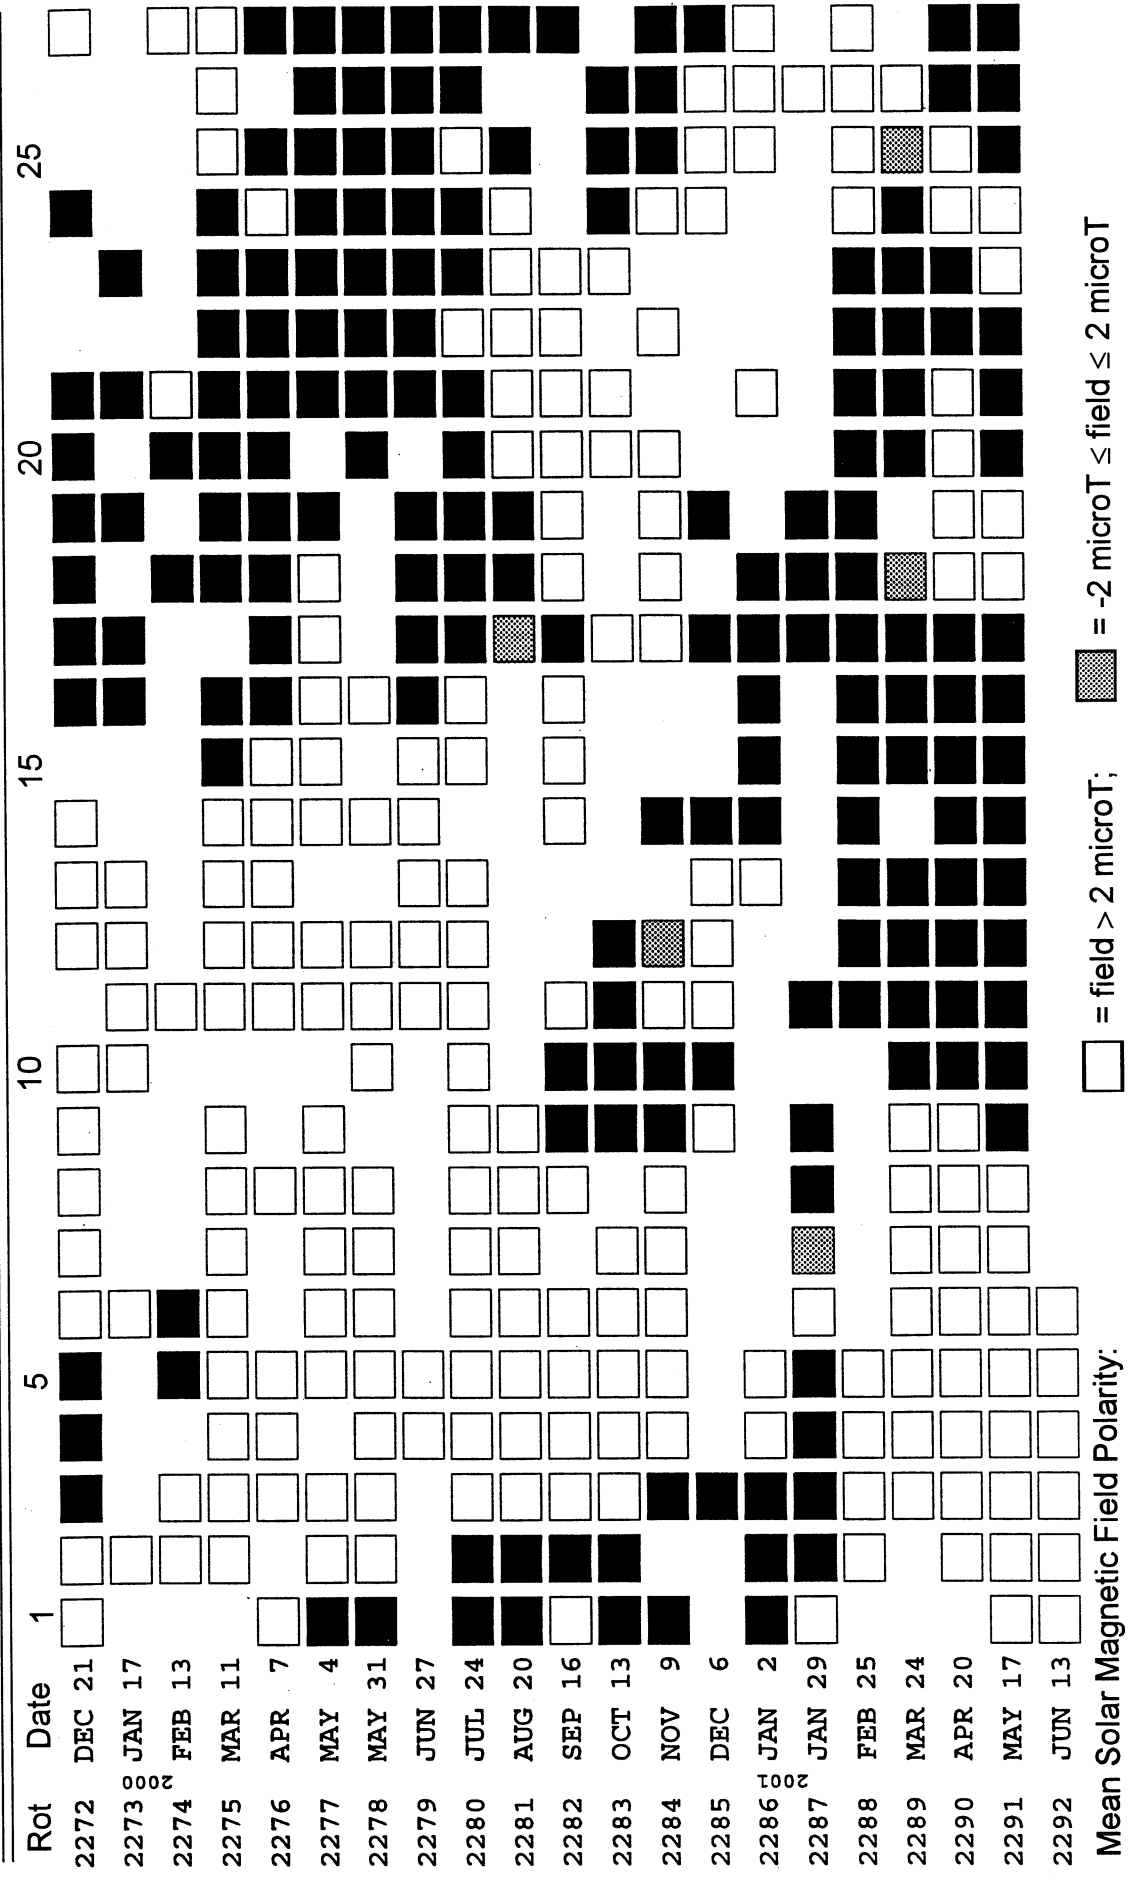 Rot Date 1 5 10 15 20 25
2272 DEC 21
2273 JAN 17
2000
2274 FEB 13
2275 MAR 11
2276 APR 7
2277 MAY 4
2278 MAY 31
2279 JUN 27
2280 JUL 24
2281 AUG 20
2282 SEP 16
2283 OCT 13
2284 NOV 9
2285 DEC 6
2286 JAN 2
2001
2287 JAN 29
2288 FEB 25
2289 MAR 24
2290 APR 20
2291 MAY 17
2292 JUN 13
Mean Solar Magnetic Field Polarity: = field > 2 microT; = -2 microT ≤ field ≤ 2 microT